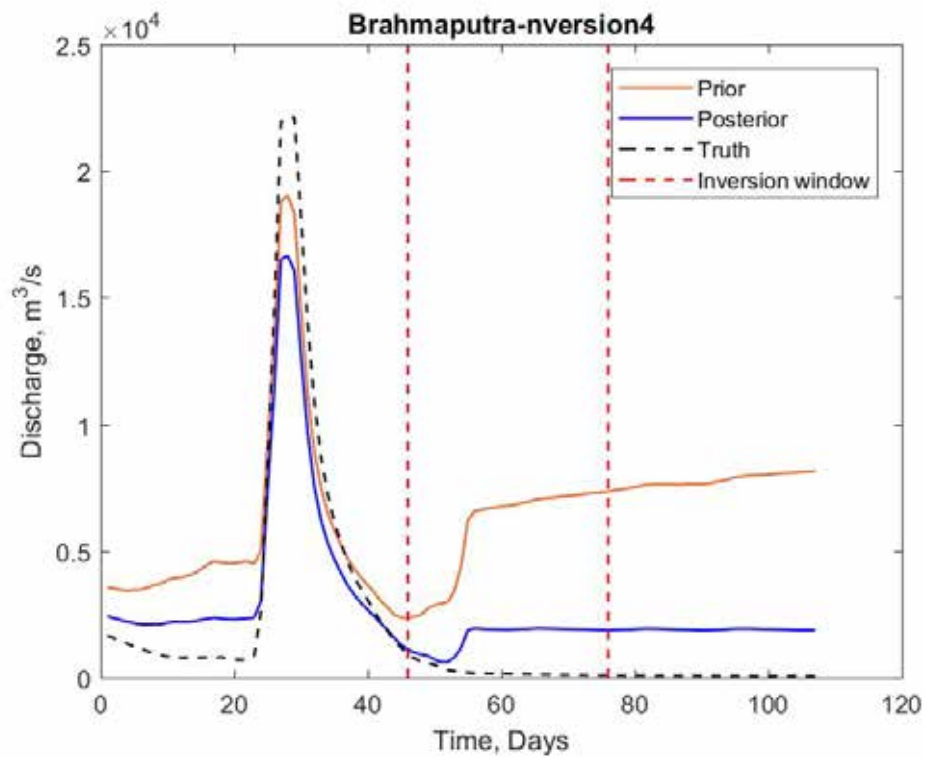 Brahmaputra-nversion4
×10⁴
2.5
2
1.5
1
0.5
0
Discharge, m³/s
0 20 40 60 80 100 120
Time, Days
Prior
Posterior
Truth
Inversion window